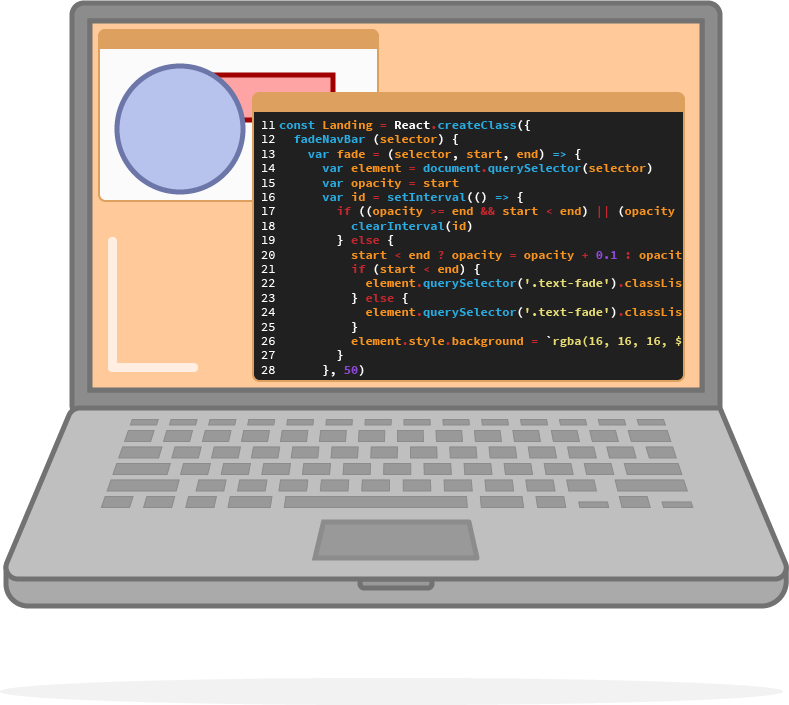 11 const Landing = React.createClass({
12 fadeNavBar (selector) {
13 var fade = (selector, start, end) => {
14 var element = document.querySelector(selector)
15 var opacity = start
16 var id = setInterval(() => {
17 if ((opacity >= end && start < end) || (opacity
18 clearInterval(id)
19 } else {
20 start < end ? opacity = opacity + 0.1 : opacit
21 if (start < end) {
22 element.querySelector('.text-fade').classLis
23 } else {
24 element.querySelector('.text-fade').classLis
25 }
26 element.style.background = `rgba(16, 16, 16, $
27 }
28 }, 50)